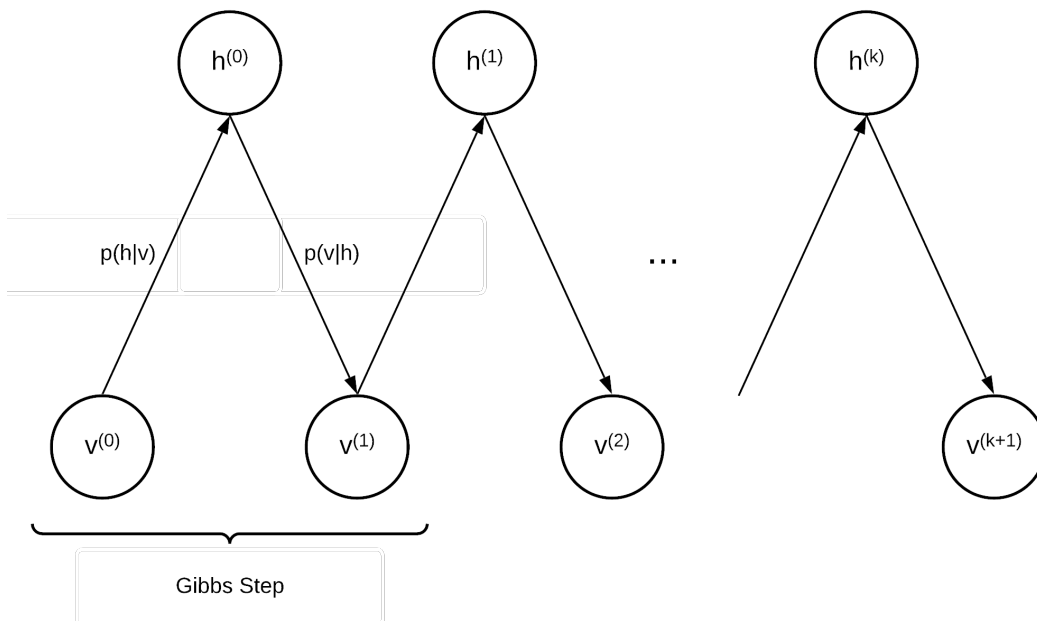 h(0) h(1) h(k)
p(h|v) p(v|h) ...
v(0) v(1) v(2) v(k+1)
Gibbs Step